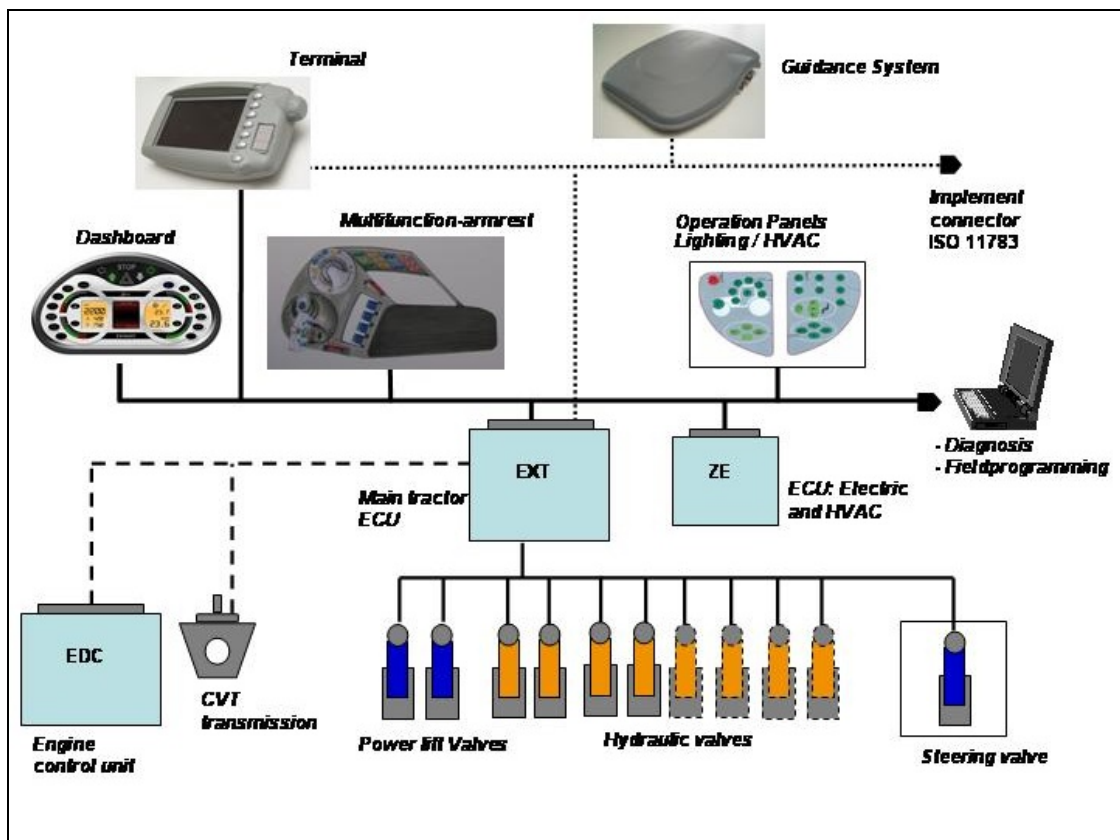 Terminal
Guidance System
Implement
connector
ISO 11783
Multifunction-armrest
Operation Panels
Lighting / HVAC
Dashboard
STOP
- Diagnosis
- Fieldprogramming
EXT
ZE
Main tractor
ECU
ECU: Electric
and HVAC
EDC
CVT
transmission
Engine
control unit
Power lift Valves
Hydraulic valves
Steering valve